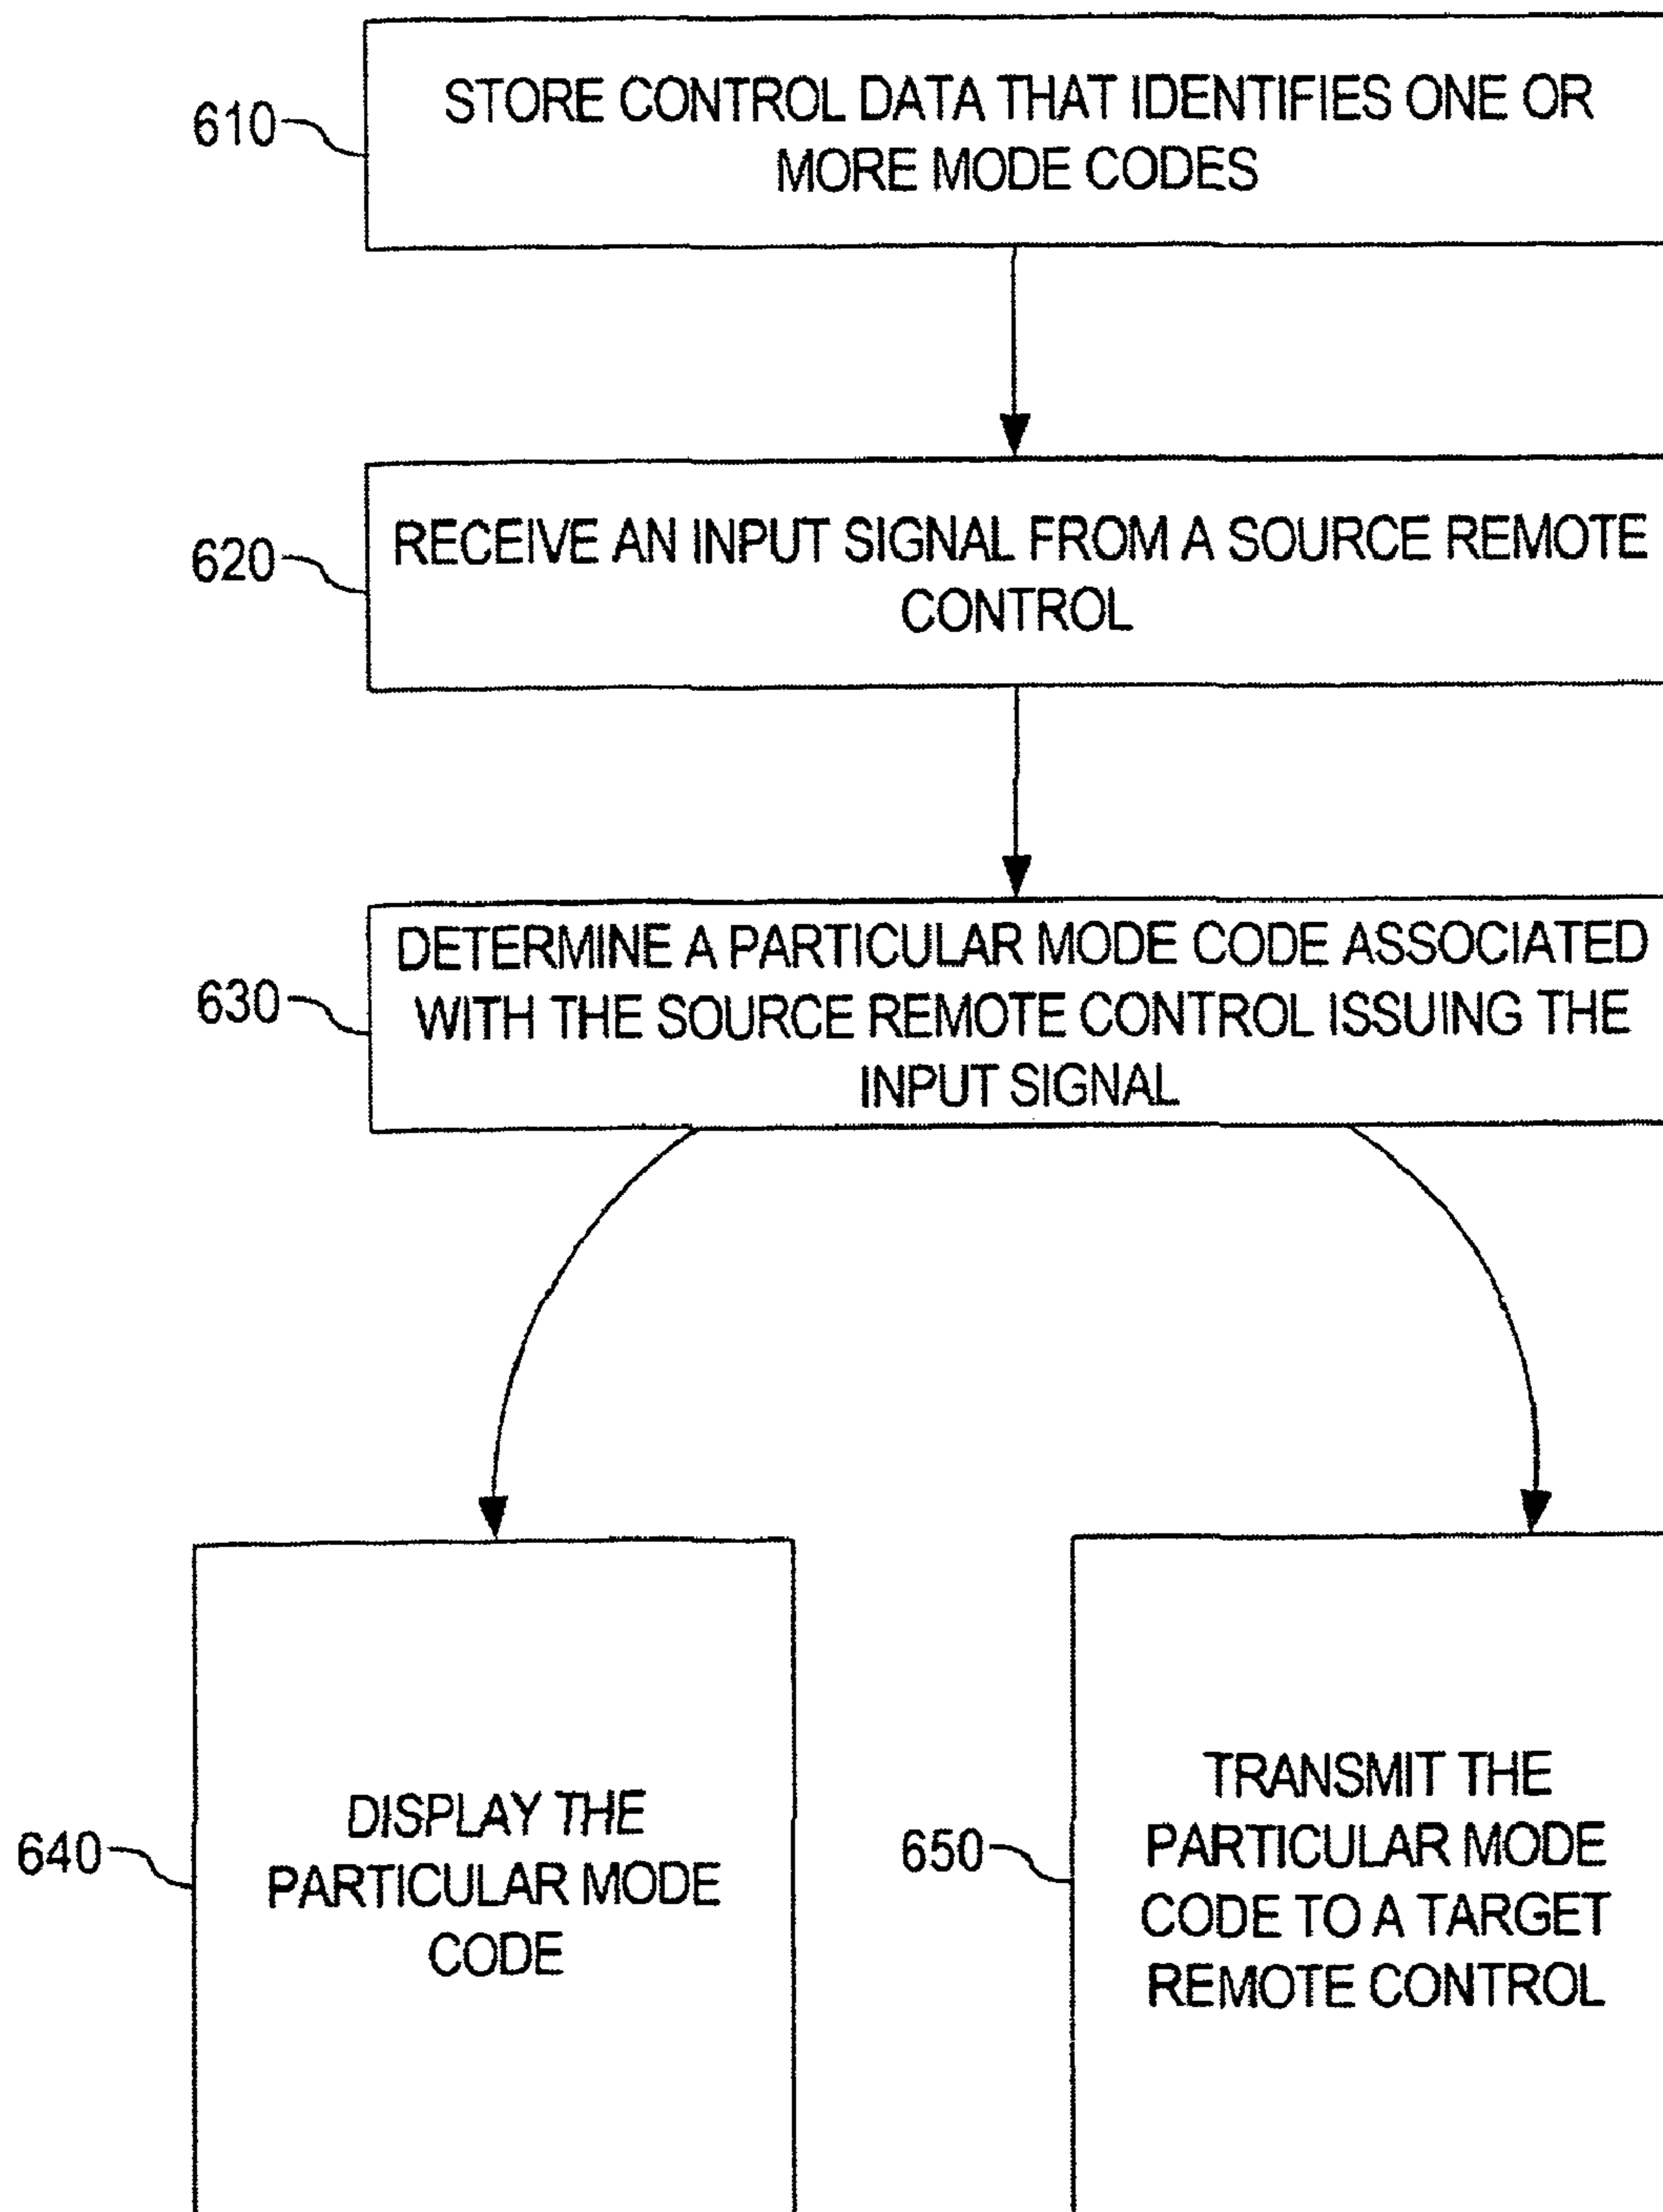 610
STORE CONTROL DATA THAT IDENTIFIES ONE OR
MORE MODE CODES
620
RECEIVE AN INPUT SIGNAL FROM A SOURCE REMOTE
CONTROL
630
DETERMINE A PARTICULAR MODE CODE ASSOCIATED
WITH THE SOURCE REMOTE CONTROL ISSUING THE
INPUT SIGNAL
640
DISPLAY THE
PARTICULAR MODE
CODE
650
TRANSMIT THE
PARTICULAR MODE
CODE TO A TARGET
REMOTE CONTROL